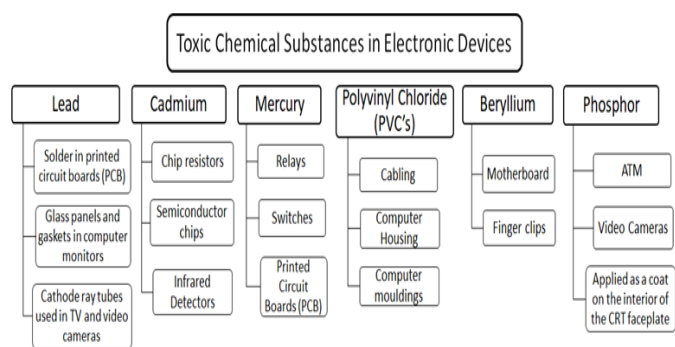 Toxic Chemical Substances in Electronic Devices
Lead
Solder in printed
circuit boards (PCB)
Glass panels and
gaskets in computer
monitors
Cathode ray tubes
used in TV and video
cameras
Cadmium
Chip resistors
Semiconductor
chips
Infrared
Detectors
Mercury
Relays
Switches
Printed
Circuit
Boards (PCB)
Polyvinyl Chloride
(PVC's)
Cabling
Computer
Housing
Computer
mouldings
Beryllium
Motherboard
Finger clips
Phosphor
ATM
Video Cameras
Applied as a coat
on the interior of
the CRT faceplate